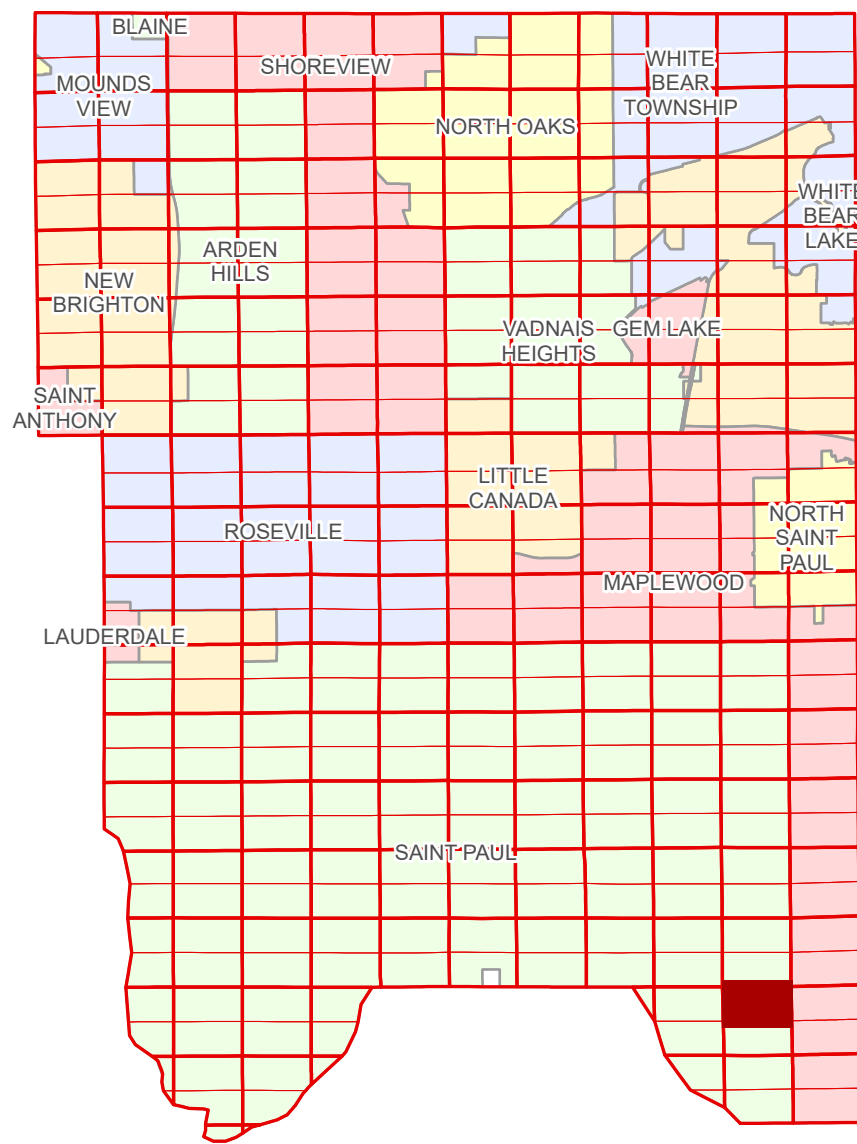 BLAINE
SHOREVIEW
WHITE
BEAR
TOWNSHIP
MOUNDS
VIEW
NORTH OAKS
WHITE
BEAR
LAKE
ARDEN
HILLS
NEW
BRIGHTON
VADNAIS
HEIGHTS
GEM LAKE
SAINT
ANTHONY
LITTLE
CANADA
NORTH
SAINT
PAUL
ROSEVILLE
MAPLEWOOD
LAUDERDALE
SAINT PAUL